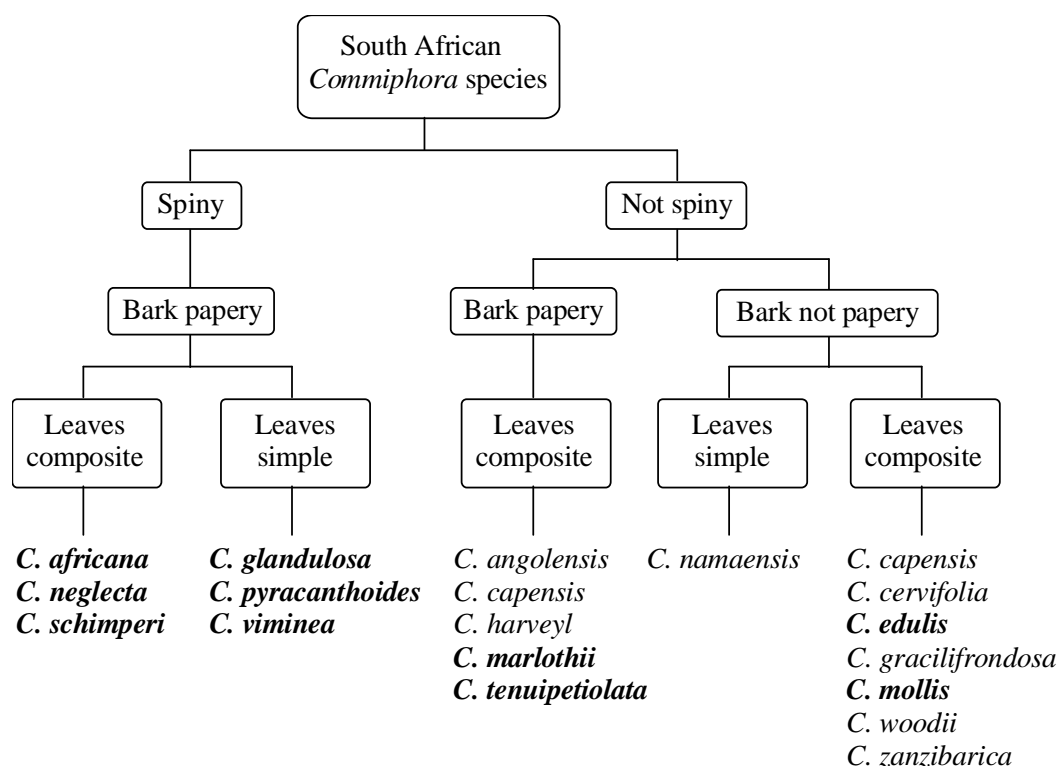 South African
Commiphora species
Spiny
Not spiny
Bark papery
Bark papery
Bark not papery
Leaves
composite
Leaves
simple
Leaves
composite
Leaves
simple
Leaves
composite
C. africana
C. neglecta
C. schimperi
C. glandulosa
C. pyracanthoides
C. viminea
C. angolensis
C. capensis
C. harveyl
C. marlothii
C. tenuipetiolata
C. namaensis
C. capensis
C. cervifolia
C. edulis
C. gracilifrondosa
C. mollis
C. woodii
C. zanzibarica